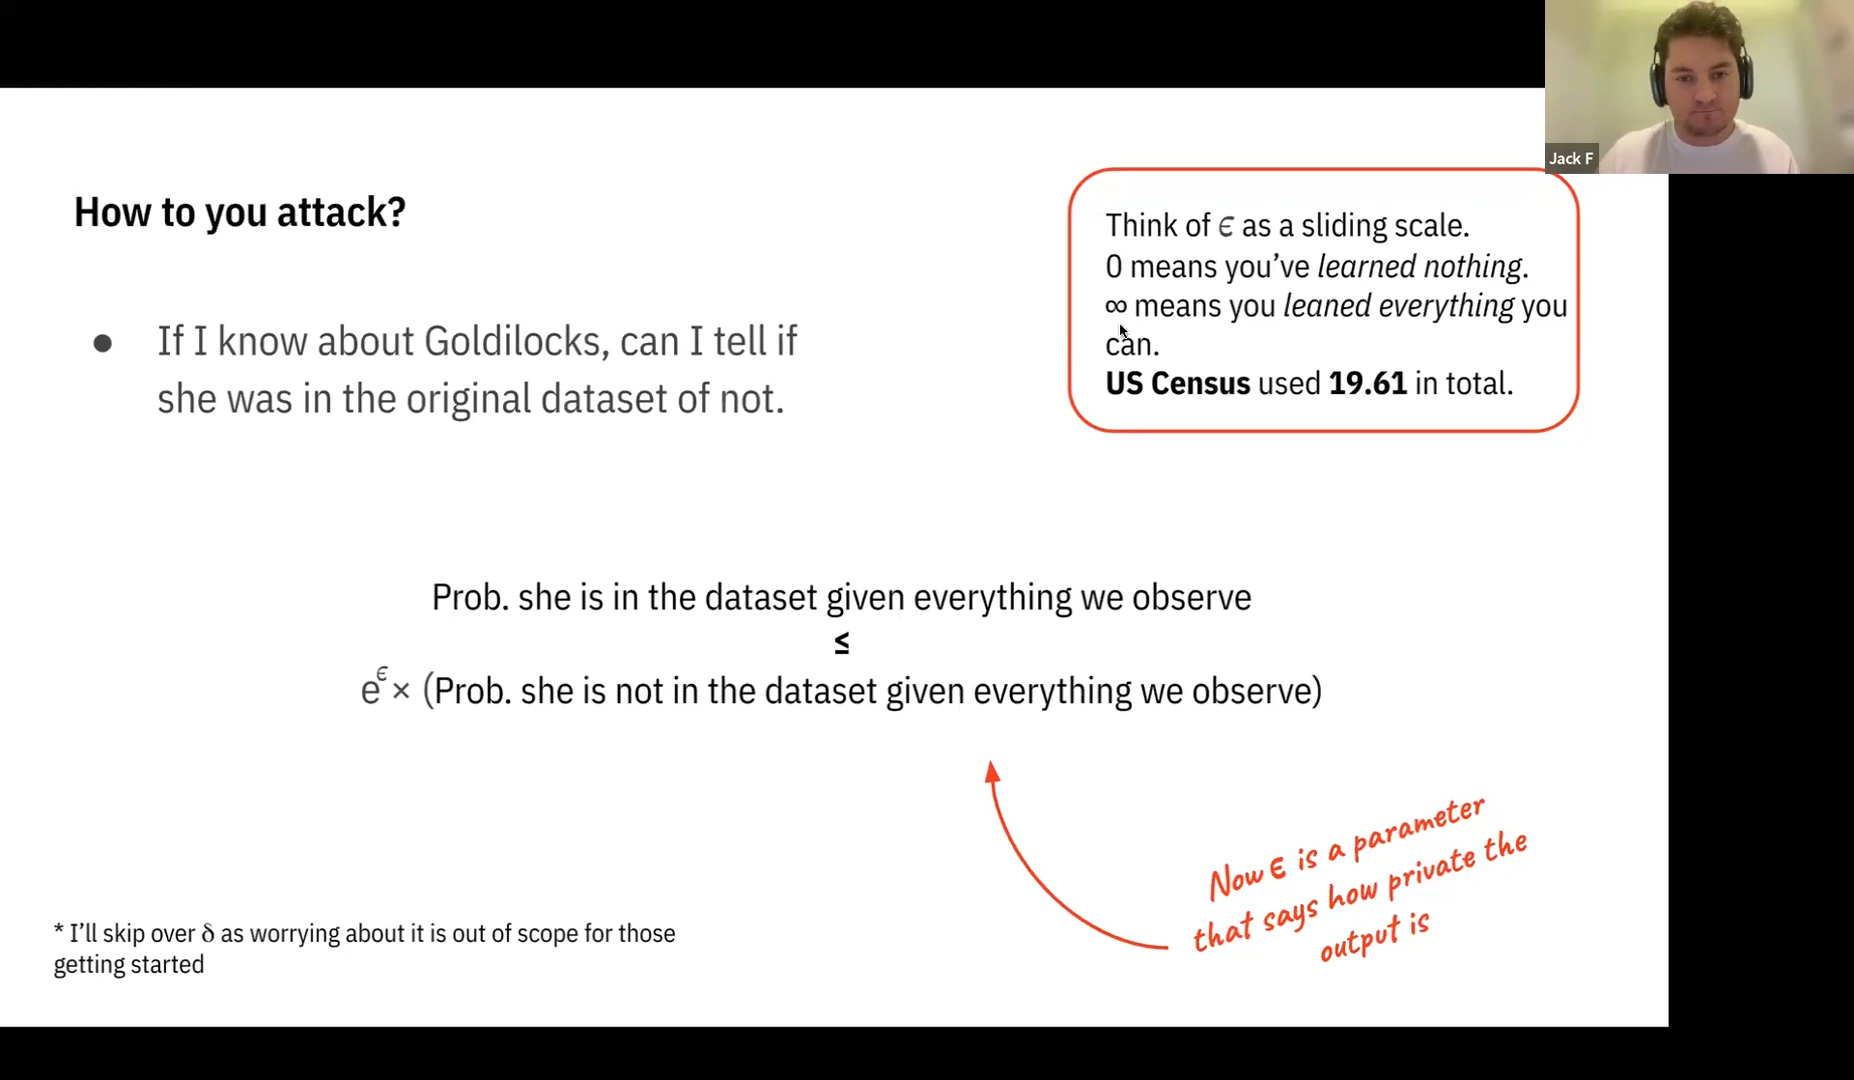 Jack F
How to you attack?
Think of ϵ as a sliding scale.
0 means you’ve learned nothing.
∞ means you leaned everything you
can.
US Census used 19.61 in total.
● If I know about Goldilocks, can I tell if
she was in the original dataset of not.
Prob. she is in the dataset given everything we observe
≤
e^ϵ × (Prob. she is not in the dataset given everything we observe)
Now ϵ is a parameter
that says how private the
output is
* I’ll skip over δ as worrying about it is out of scope for those
getting started